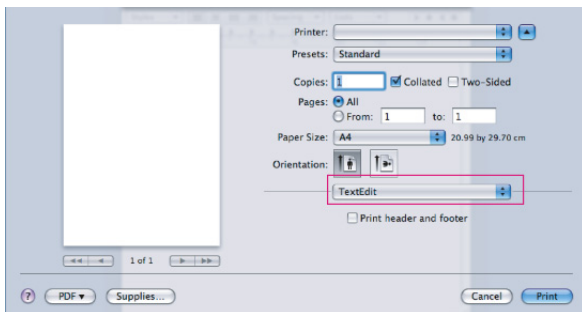 Printer:
Presets: Standard
Copies: 1 Collated Two-Sided
Pages: All
From: 1 to: 1
Paper Size: A4 20.99 by 29.70 cm
Orientation:
TextEdit
Print header and footer
1 of 1
? PDF Supplies... Cancel Print